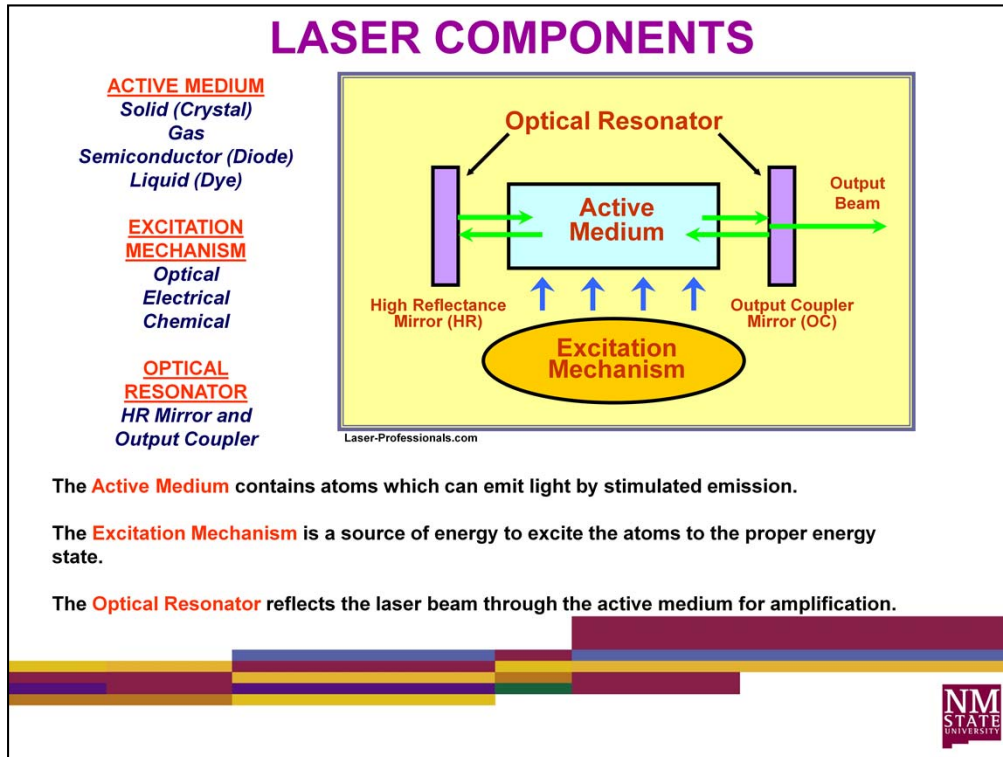 LASER COMPONENTS
ACTIVE MEDIUM
Solid (Crystal)
Gas
Semiconductor (Diode)
Liquid (Dye)
EXCITATION
MECHANISM
Optical
Electrical
Chemical
OPTICAL
RESONATOR
HR Mirror and
Output Coupler
Optical Resonator
Active
Medium
Output
Beam
High Reflectance
Mirror (HR)
Output Coupler
Mirror (OC)
Excitation
Mechanism
Laser-Professionals.com
The Active Medium contains atoms which can emit light by stimulated emission.
The Excitation Mechanism is a source of energy to excite the atoms to the proper energy
state.
The Optical Resonator reflects the laser beam through the active medium for amplification.
NM
STATE
UNIVERSITY